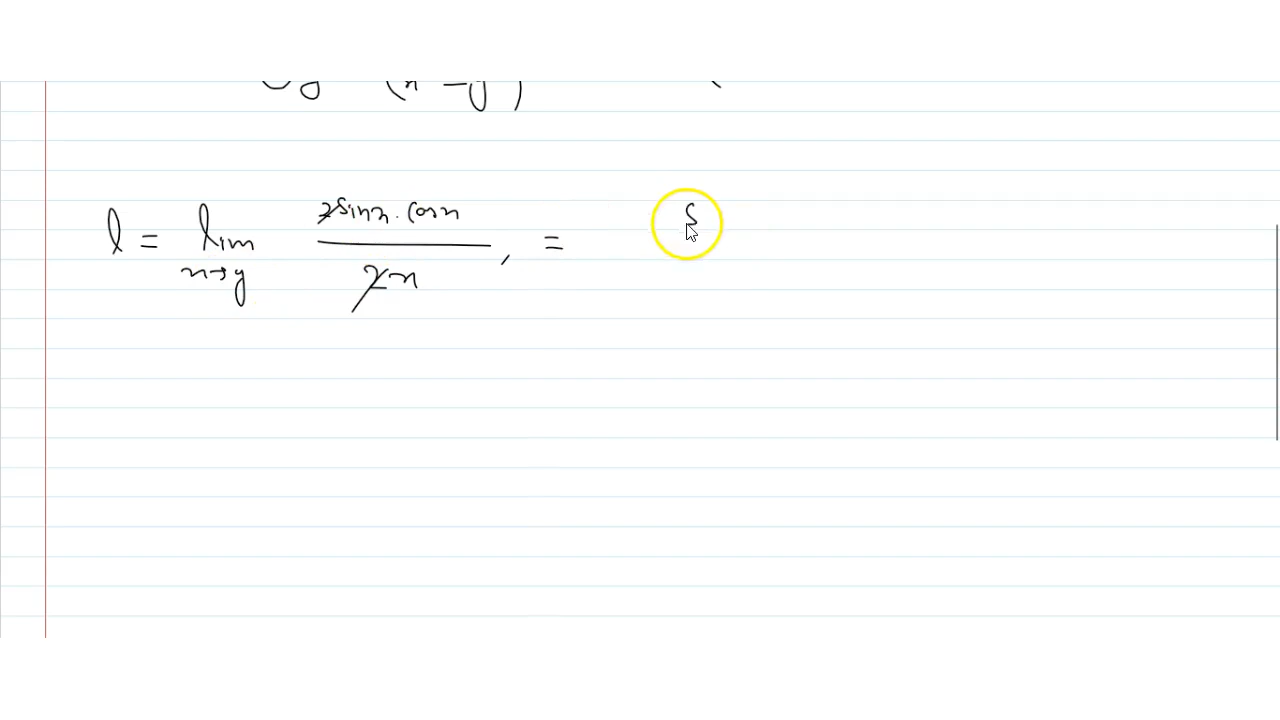 l = lim x→y 2sinx . cosx / 2x , = s